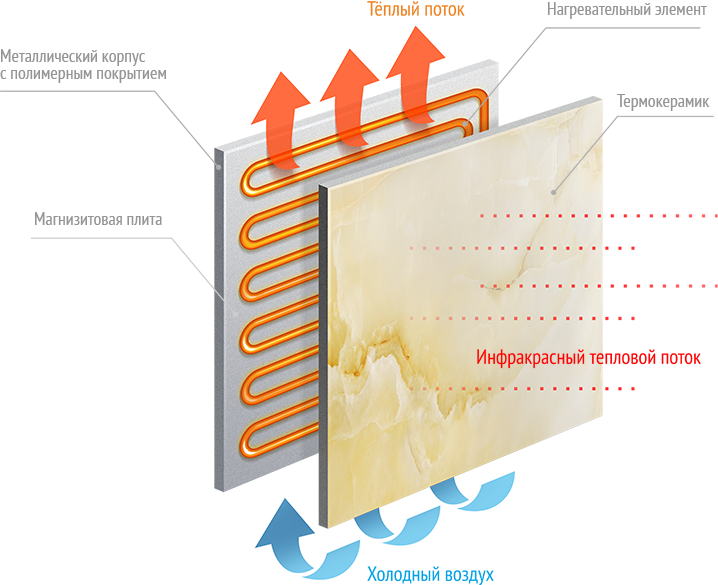 Тёплый поток
Нагревательный элемент
Металлический корпус
с полимерным покрытием
Термокерамик
Магнизитовая плита
Инфракрасный тепловой поток
Холодный воздух